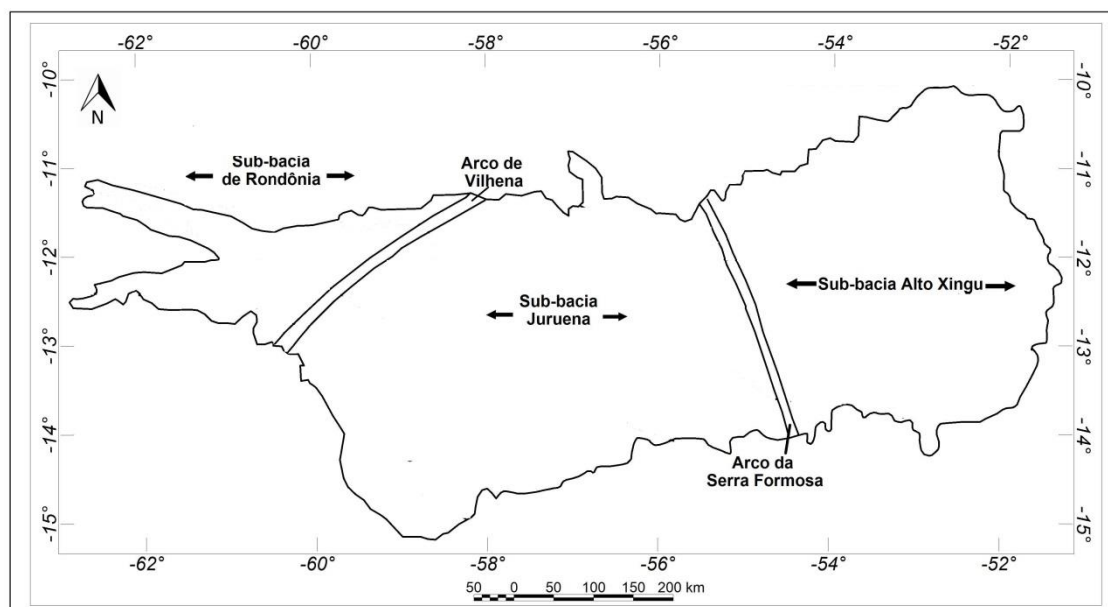 -62°
-60°
-58°
-56°
-54°
-52°
-10°
-10°
N
Sub-bacia
de Rondônia
Arco de
Vilhena
-11°
-11°
-12°
-12°
Sub-bacia Alto Xingu
Sub-bacia
Juruena
-13°
-13°
-14°
-14°
Arco da
Serra Formosa
-15°
-15°
-62°
-60°
-58°
-56°
-54°
-52°
50 0 50 100 150 200 km